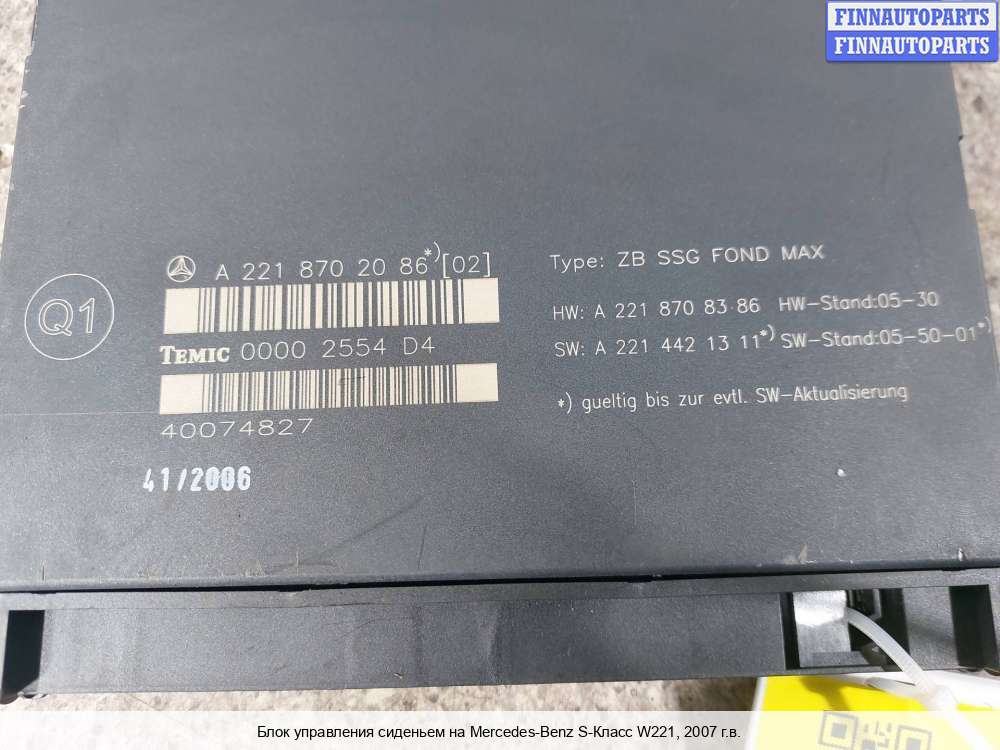 FINNAUTOPARTS
FINNAUTOPARTS
A 221 870 20 86*)[02]
Type: ZB SSG FOND MAX
Q1
HW: A 221 870 83 86 HW-Stand:05-30
TEMIC 0000 2554 D4
SW: A 221 442 13 11*) SW-Stand:05-50-01*)
*) gueltig bis zur evtl. SW-Aktualisierung
40074827
41/2006
Блок управления сиденьем на Mercedes-Benz S-Класс W221, 2007 г.в.